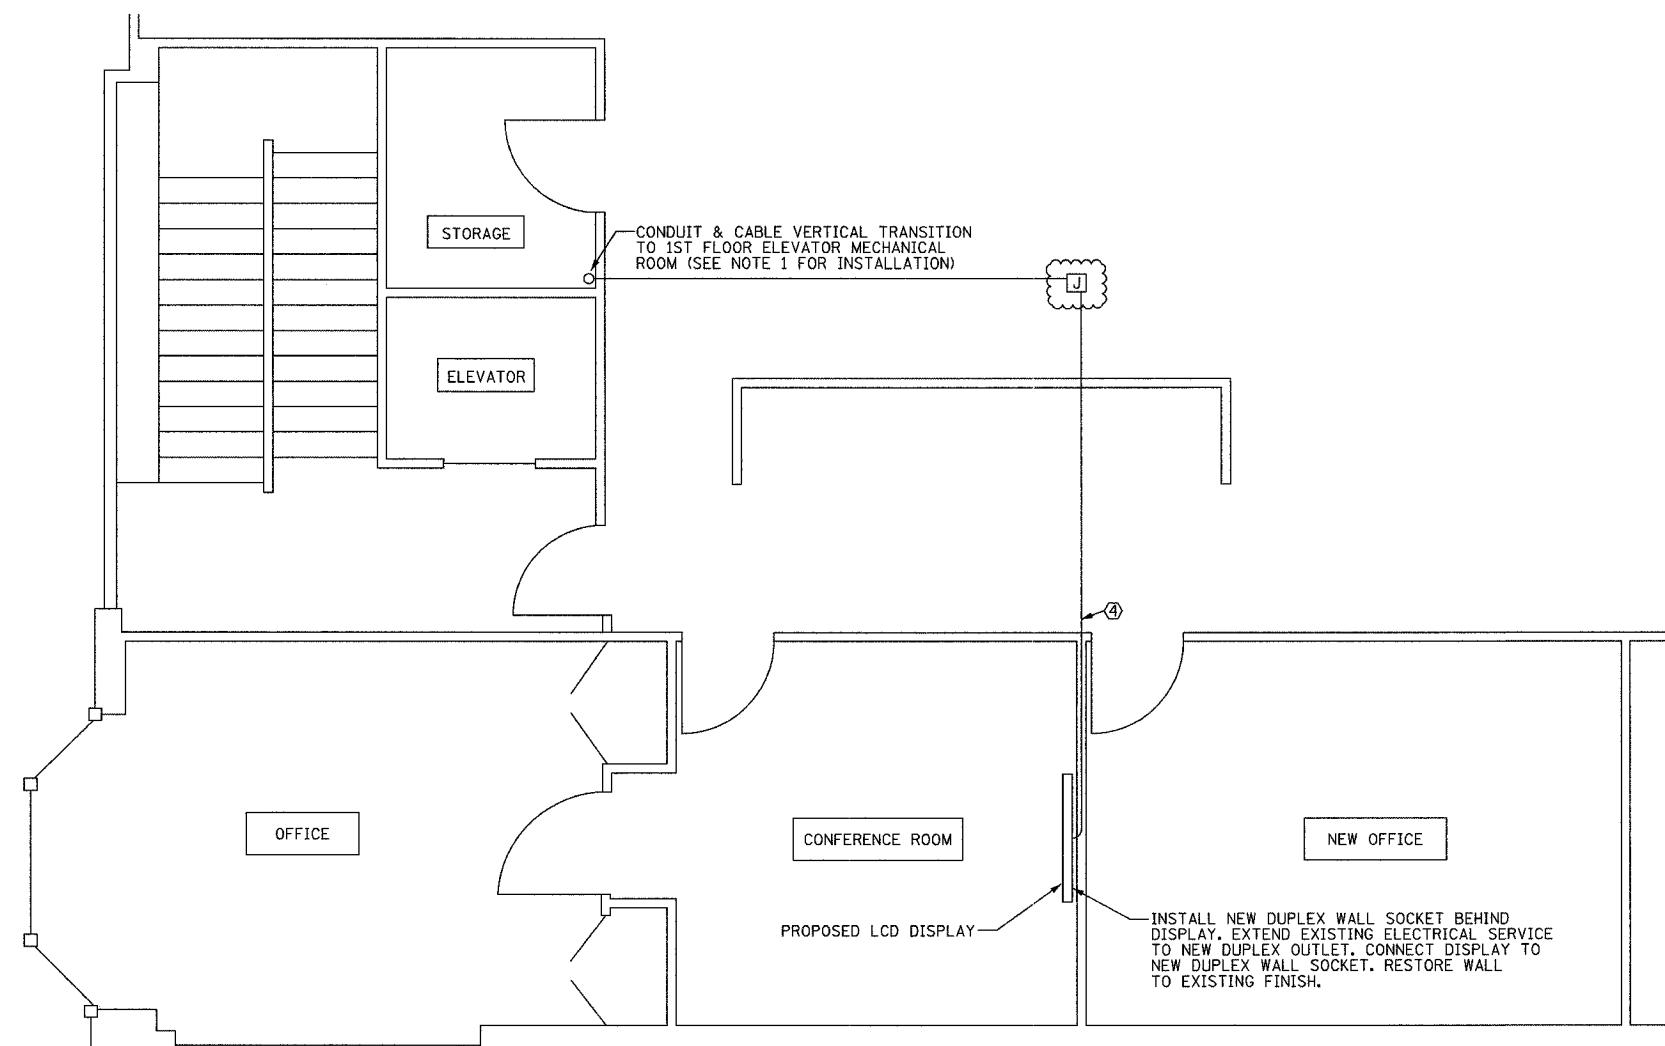 STORAGE
CONDUIT & CABLE VERTICAL TRANSITION
TO 1ST FLOOR ELEVATOR MECHANICAL
ROOM (SEE NOTE 1 FOR INSTALLATION)
J
ELEVATOR
4
OFFICE
CONFERENCE ROOM
NEW OFFICE
PROPOSED LCD DISPLAY
INSTALL NEW DUPLEX WALL SOCKET BEHIND
DISPLAY. EXTEND EXISTING ELECTRICAL SERVICE
TO NEW DUPLEX OUTLET. CONNECT DISPLAY TO
NEW DUPLEX WALL SOCKET. RESTORE WALL
TO EXISTING FINISH.